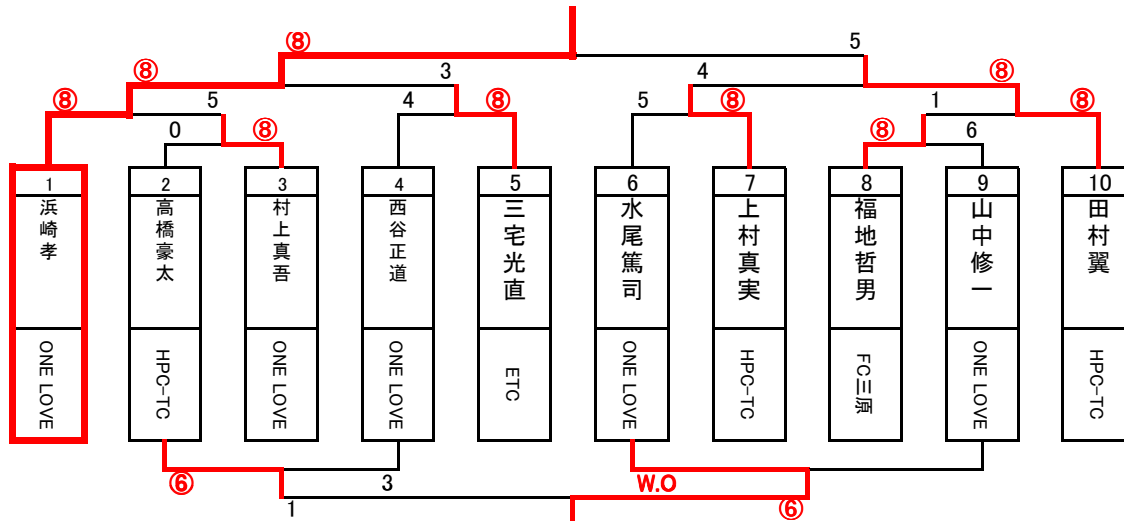 ⑧ 5
⑧ 3 4 ⑧
⑧ 5 4 ⑧ 5 ⑧ 1 ⑧
0 ⑧ ⑧ 6
1 2 3 4 5 6 7 8 9 10
浜崎孝
高橋豪太
村上真吾
西谷正道
三宅光直
水尾篤司
上村真実
福地哲男
山中修一
田村翼
ONE LOVE
HPC-TC
ONE LOVE
ONE LOVE
ETC
ONE LOVE
HPC-TC
FC三原
ONE LOVE
HPC-TC
⑥ 3 W.O
1 ⑥